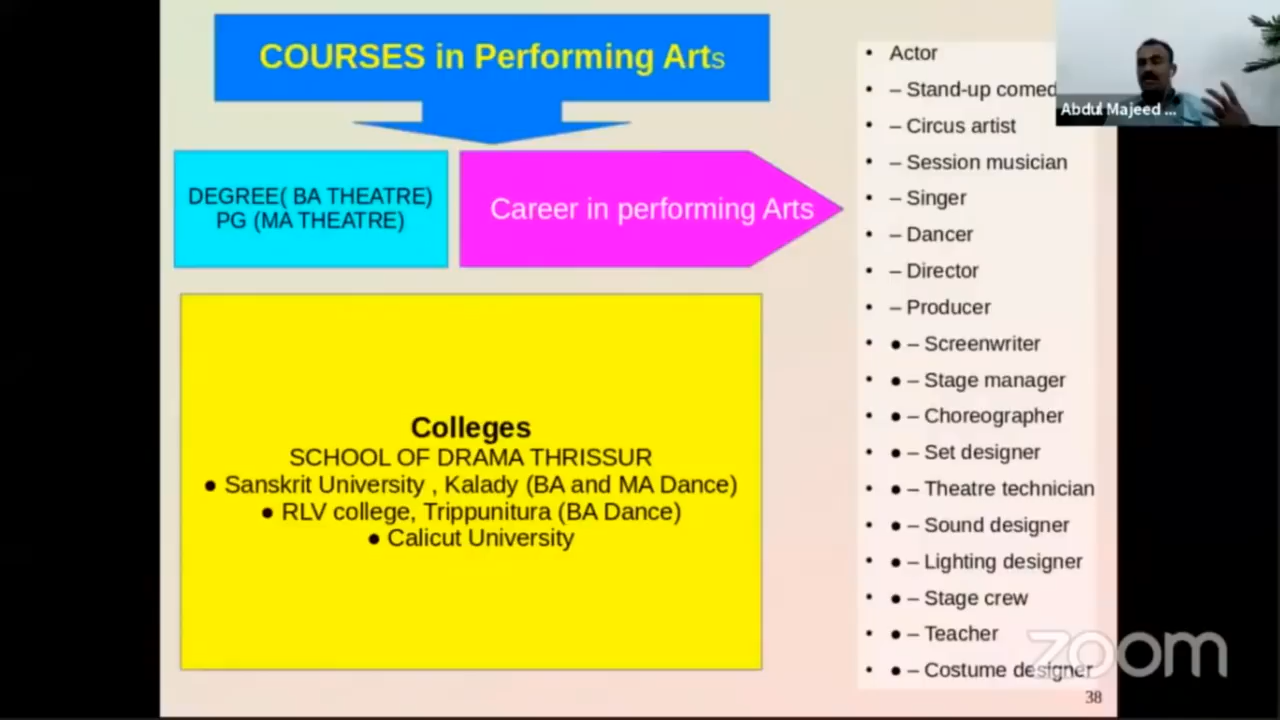 COURSES in Performing Arts
DEGREE( BA THEATRE)
PG (MA THEATRE)
Career in performing Arts
Colleges
SCHOOL OF DRAMA THRISSUR
● Sanskrit University , Kalady (BA and MA Dance)
● RLV college, Trippunitura (BA Dance)
● Calicut University
• Actor
• – Stand-up comed
• – Circus artist
• – Session musician
• – Singer
• – Dancer
• – Director
• – Producer
• ● – Screenwriter
• ● – Stage manager
• ● – Choreographer
• ● – Set designer
• ● – Theatre technician
• ● – Sound designer
• ● – Lighting designer
• ● – Stage crew
• ● – Teacher
• ● – Costume designer
38
Abdul Majeed ...
zoom